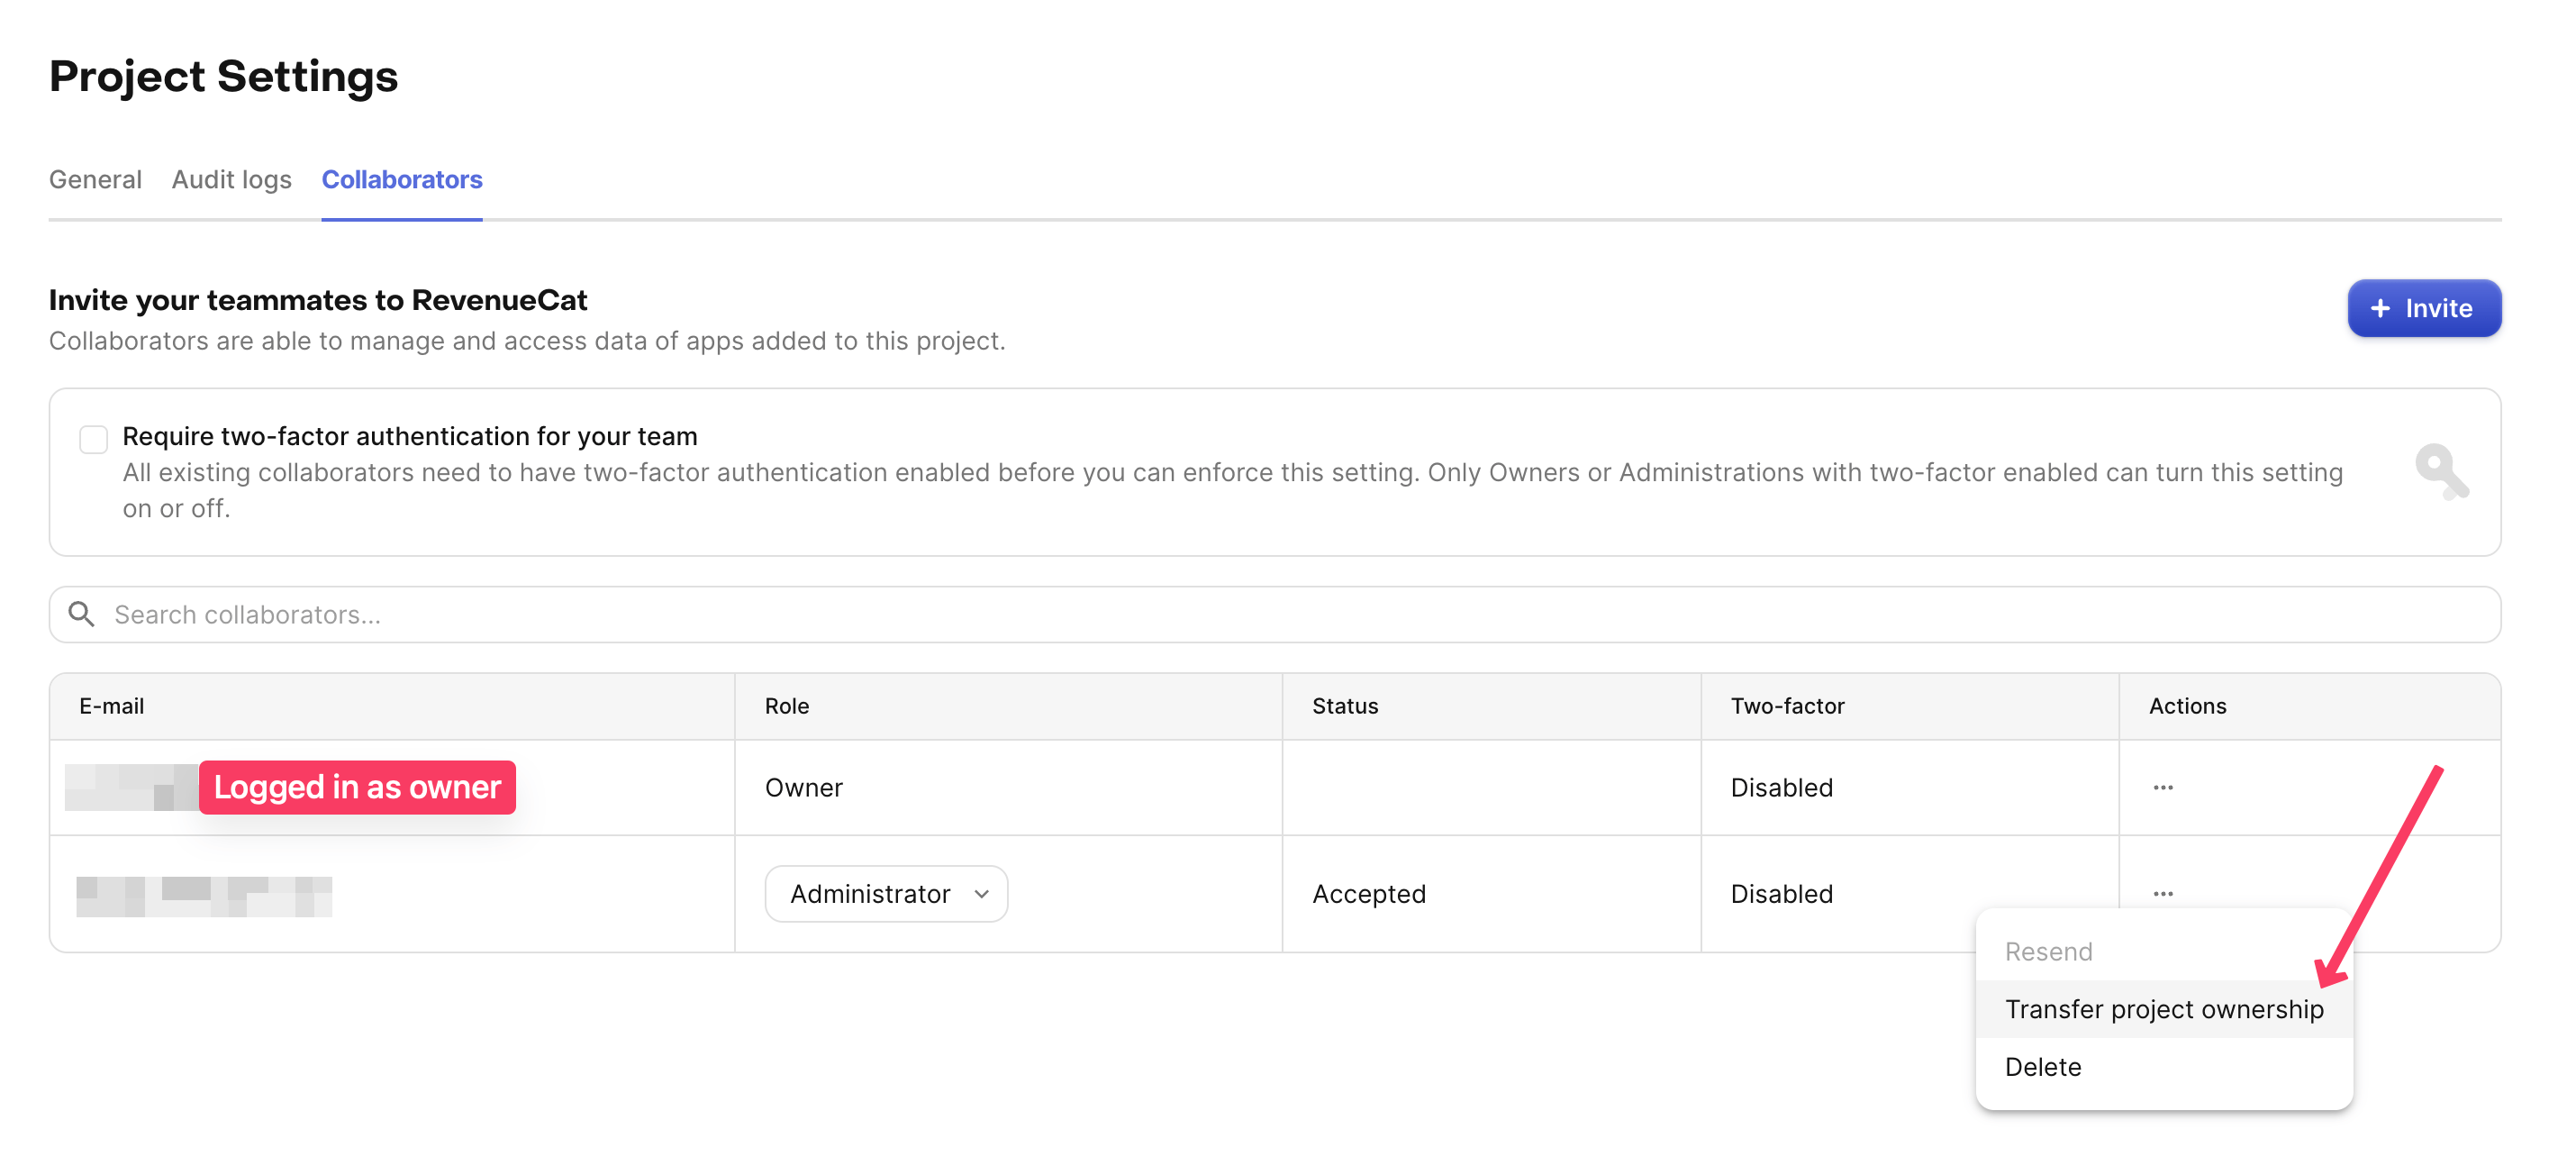 Project Settings
General Audit logs Collaborators
Invite your teammates to RevenueCat
Collaborators are able to manage and access data of apps added to this project.
+ Invite
Require two-factor authentication for your team
All existing collaborators need to have two-factor authentication enabled before you can enforce this setting. Only Owners or Administrations with two-factor enabled can turn this setting
on or off.
Search collaborators...
E-mail Role Status Two-factor Actions
Logged in as owner Owner Disabled ...
Administrator Accepted Disabled ...
Resend
Transfer project ownership
Delete